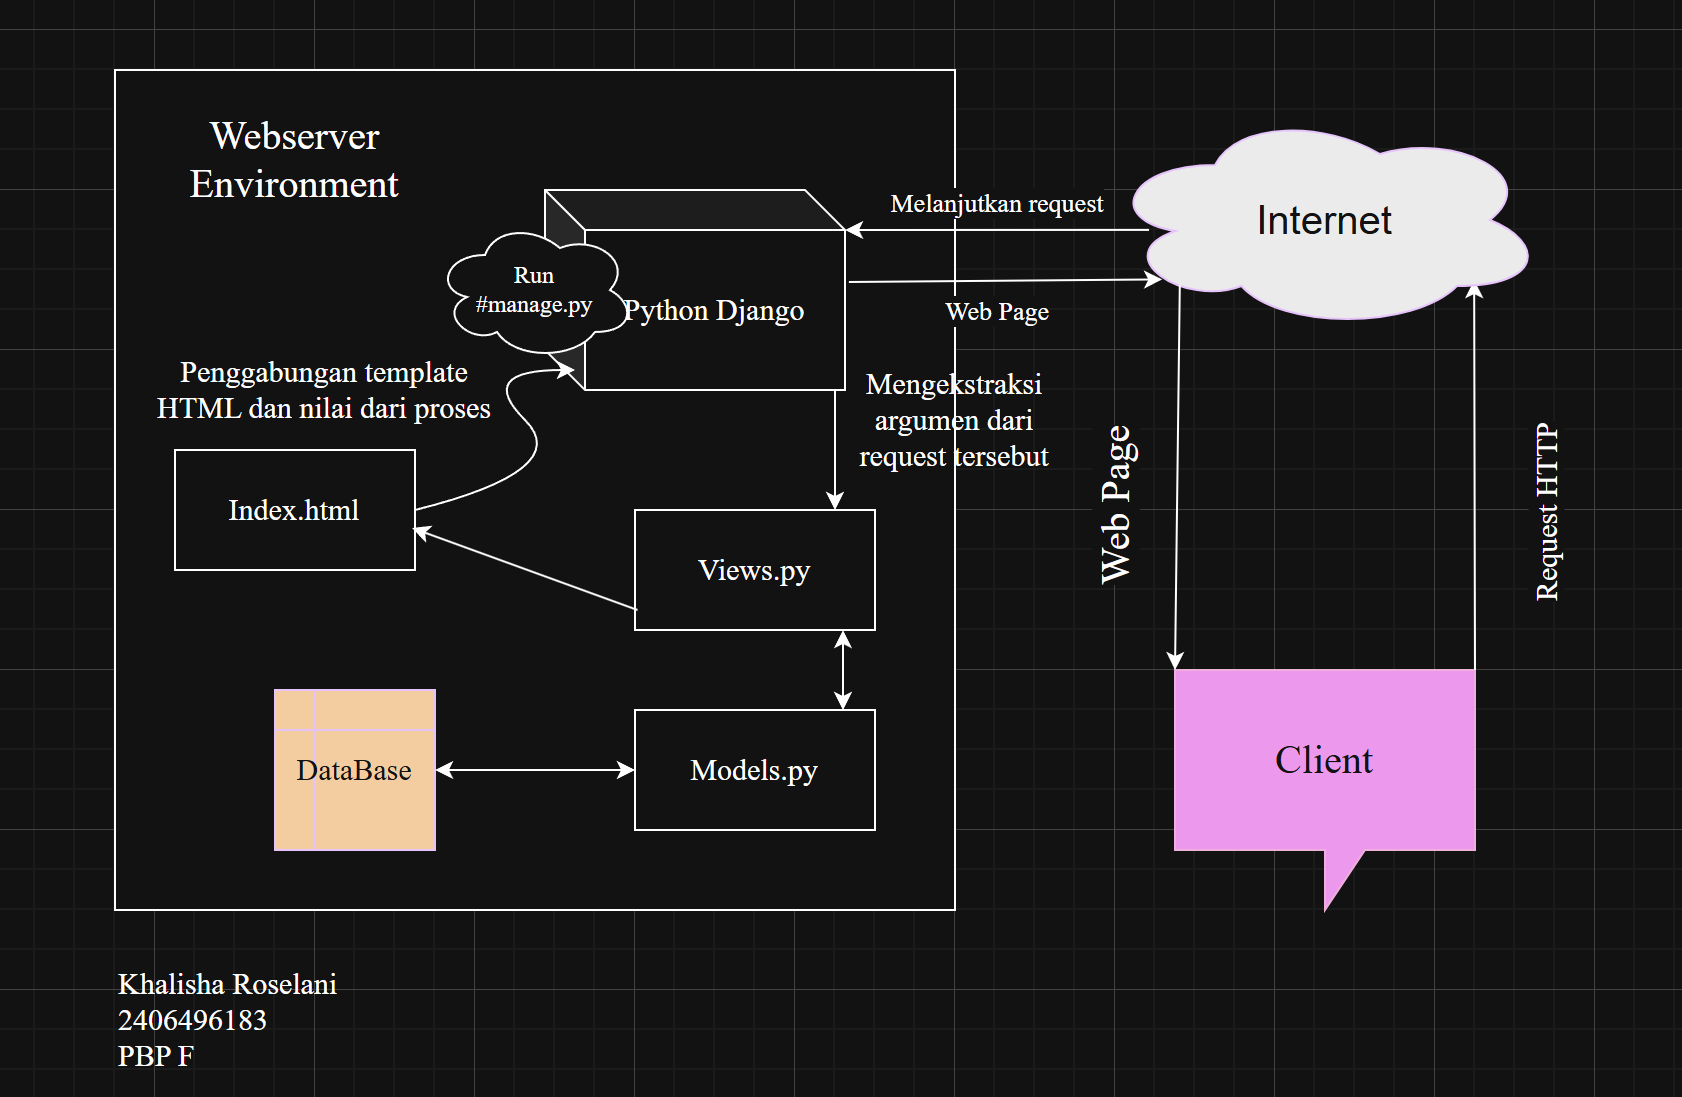 Webserver
Environment
Melanjutkan request
Internet
Run
#manage.py
Python Django
Web Page
Penggabungan template
HTML dan nilai dari proses
Mengekstraksi
argumen dari
request tersebut
Web Page
Request HTTP
Index.html
Views.py
DataBase
Models.py
Client
Khalisha Roselani
2406496183
PBP F